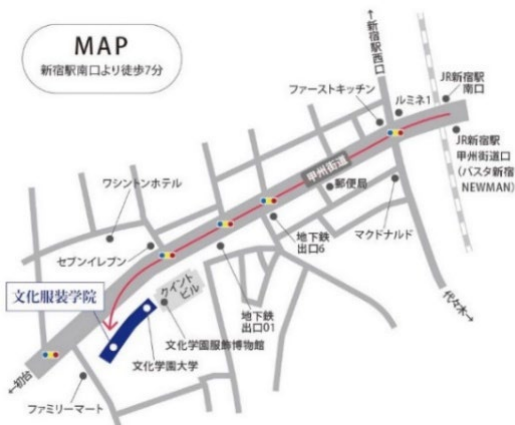 MAP
新宿駅南口より徒歩7分
←新宿駅西口
ファーストキッチン
ルミネ1
JR新宿駅
南口
JR新宿駅
甲州街道口
(バスタ新宿
NEWMAN)
甲州街道
郵便局
マクドナルド
ワシントンホテル
セブンイレブン
地下鉄
出口6
地下鉄
出口01
代々木→
文化服装学院
クイント
ビル
文化学園服飾博物館
文化学園大学
←初台
ファミリーマート